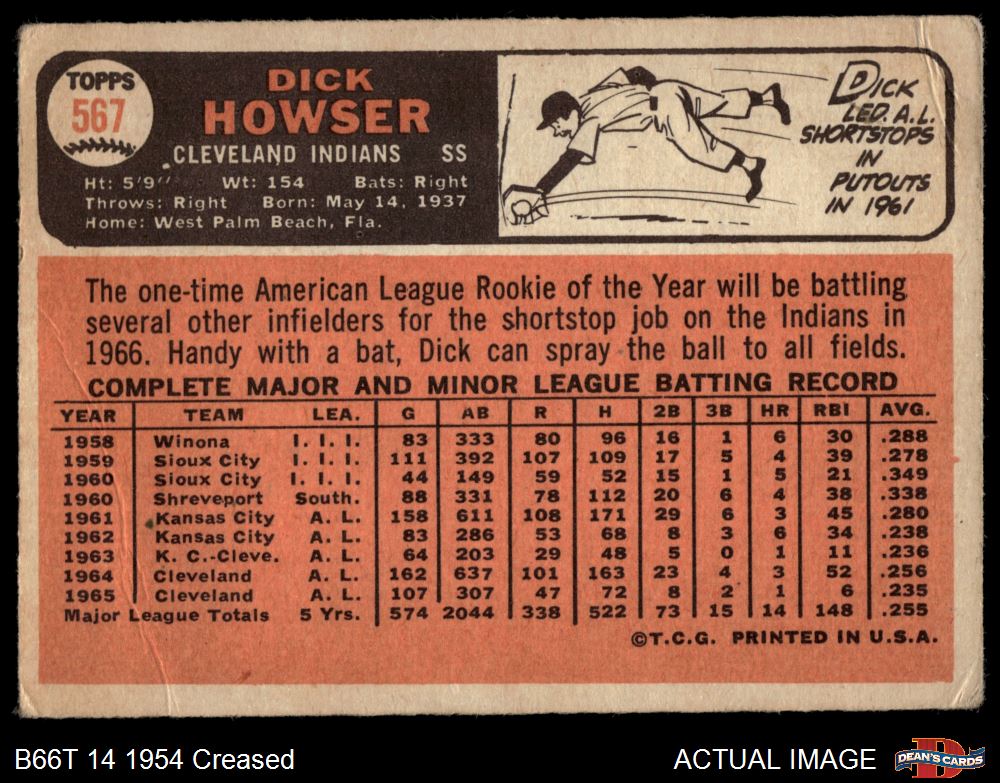 TOPPS
567
DICK
HOWSER
CLEVELAND INDIANS SS
Ht: 5'9" Wt: 154 Bats: Right
Throws: Right Born: May 14, 1937
Home: West Palm Beach, Fla.
DICK
LED. A.L.
SHORTSTOPS
IN
PUTOUTS
IN 1961
The one-time American League Rookie of the Year will be battling
several other infielders for the shortstop job on the Indians in
1966. Handy with a bat, Dick can spray the ball to all fields.
COMPLETE MAJOR AND MINOR LEAGUE BATTING RECORD
YEAR TEAM LEA. G AB R H 2B 3B HR RBI AVG.
1958 Winona I. I. I. 83 333 80 96 16 1 6 30 .288
1959 Sioux City I. I. I. 111 392 107 109 17 5 4 39 .278
1960 Sioux City I. I. I. 44 149 59 52 15 1 5 21 .349
1960 Shreveport South. 88 331 78 112 20 6 4 38 .338
1961 Kansas City A. L. 158 611 108 171 29 6 3 45 .280
1962 Kansas City A. L. 83 286 53 68 8 3 6 34 .238
1963 K. C.-Cleve. A. L. 64 203 29 48 5 0 1 11 .236
1964 Cleveland A. L. 162 637 101 163 23 4 3 52 .256
1965 Cleveland A. L. 107 307 47 72 8 2 1 6 .235
Major League Totals 5 Yrs. 574 2044 338 522 73 15 14 148 .255
©T.C.G. PRINTED IN U.S.A.
B66T 14 1954 Creased
ACTUAL IMAGE
D
DEAN'S CARDS